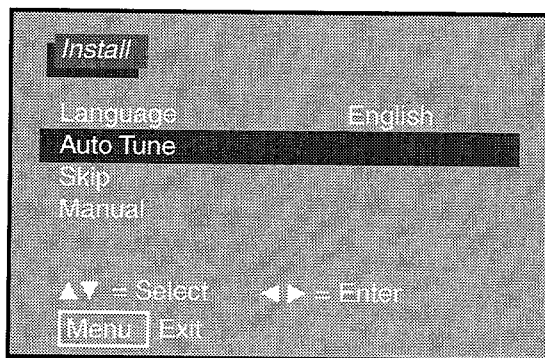 Install
Language English
Auto Tune
Skip
Manual
▲▼ = Select ◄► = Enter
Menu Exit